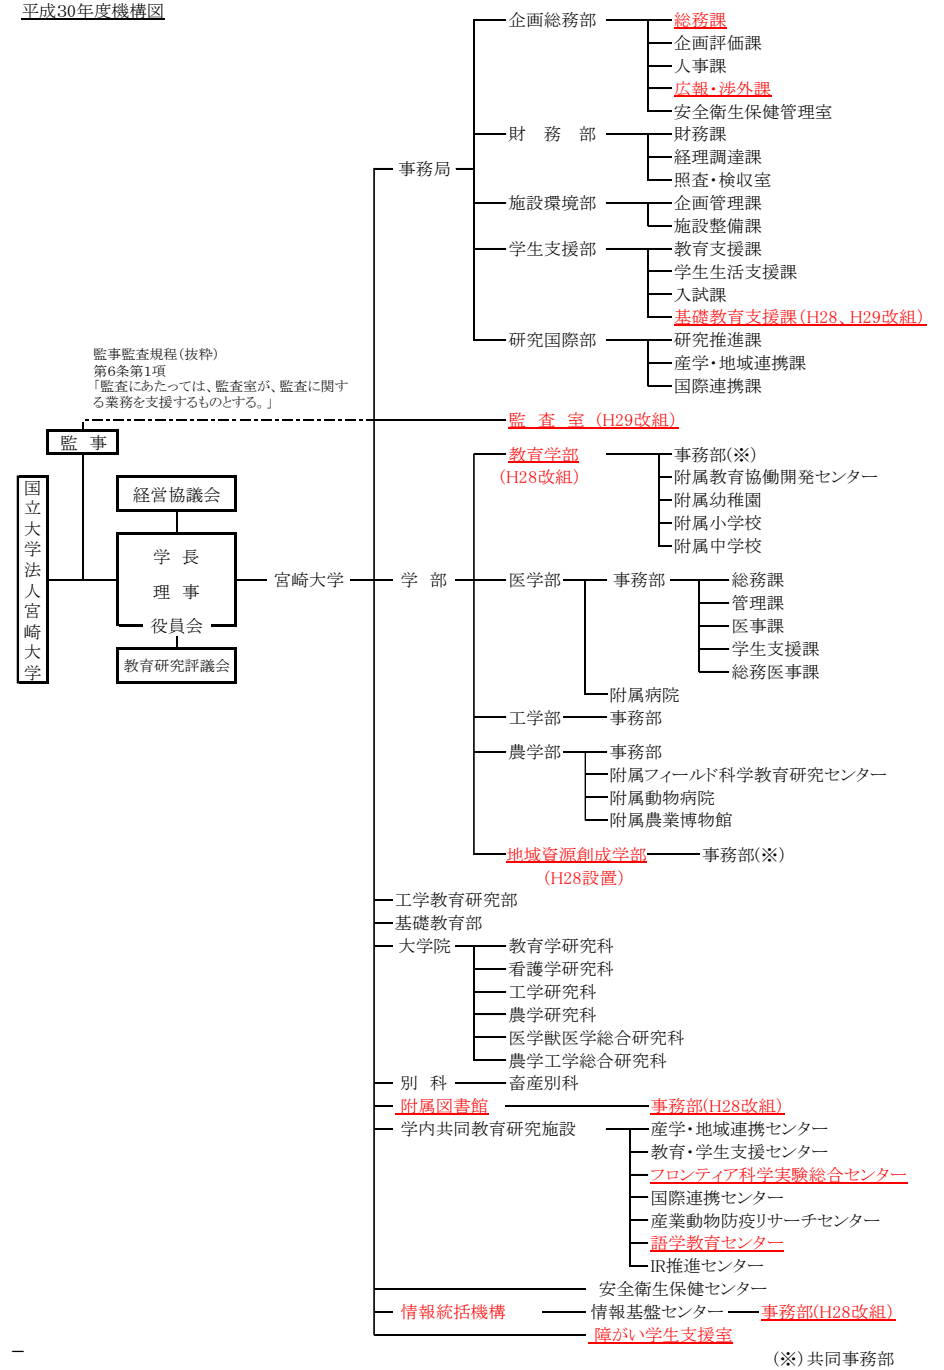 平成30年度機構図
企画総務部
総務課
企画評価課
人事課
広報・渉外課
安全衛生保健管理室
財　務　部
財務課
経理調達課
照査・検収室
事務局
施設環境部
企画管理課
施設整備課
学生支援部
教育支援課
学生生活支援課
入試課
基礎教育支援課（H28、H29改組）
研究国際部
研究推進課
産学・地域連携課
国際連携課
監事監査規程（抜粋）
第6条第1項
「監査にあたっては、監査室が、監査に関す
る業務を支援するものとする。」
監　査　室　（H29改組）
監　事
国立大学法人宮崎大学
経営協議会
学　長
理　事
役員会
教育研究評議会
宮崎大学
学　部
教育学部
（H28改組）
事務部(※)
附属教育協働開発センター
附属幼稚園
附属小学校
附属中学校
医学部
事務部
総務課
管理課
医事課
学生支援課
総務医事課
附属病院
工学部
事務部
農学部
事務部
附属フィールド科学教育研究センター
附属動物病院
附属農業博物館
地域資源創成学部
（H28設置）
事務部(※)
工学教育研究部
基礎教育部
大学院
教育学研究科
看護学研究科
工学研究科
農学研究科
医学獣医学総合研究科
農学工学総合研究科
別　科
畜産別科
附属図書館
事務部(H28改組)
学内共同教育研究施設
産学・地域連携センター
教育・学生支援センター
フロンティア科学実験総合センター
国際連携センター
産業動物防疫リサーチセンター
語学教育センター
IR推進センター
安全衛生保健センター
情報統括機構
情報基盤センター
事務部(H28改組)
障がい学生支援室
（※）共同事務部